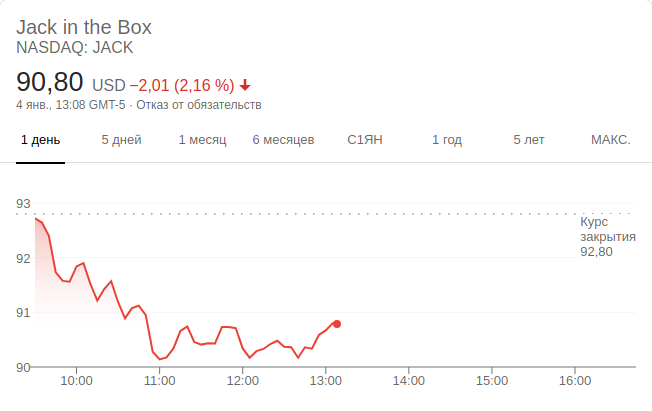 Jack in the Box
NASDAQ: JACK
90,80 USD −2,01 (2,16 %)
4 янв., 13:08 GMT-5 · Отказ от обязательств
1 день 5 дней 1 месяц 6 месяцев С1ЯН 1 год 5 лет МАКС.
93
Курс
закрытия
92,80
92
91
90
10:00 11:00 12:00 13:00 14:00 15:00 16:00